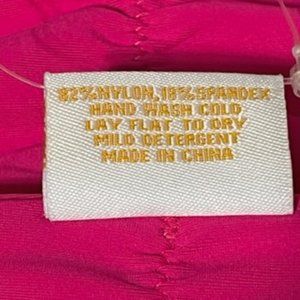 82%NYLON,18%SPANDEX
HAND WASH COLD
LAY FLAT TO DRY
MILD DETERGENT
MADE IN CHINA